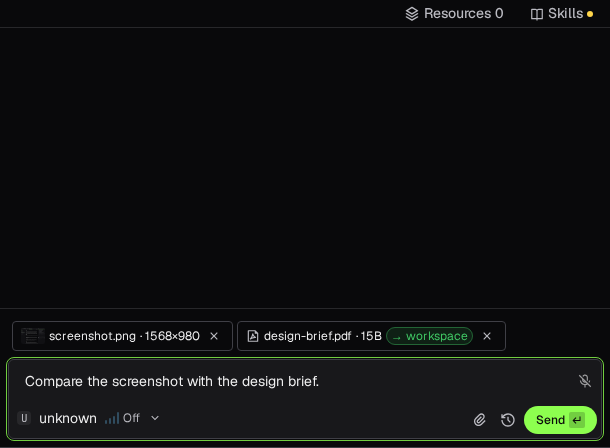 Resources 0 Skills
screenshot.png · 1568×980 design-brief.pdf · 15B → workspace
Compare the screenshot with the design brief.
U unknown Off Send